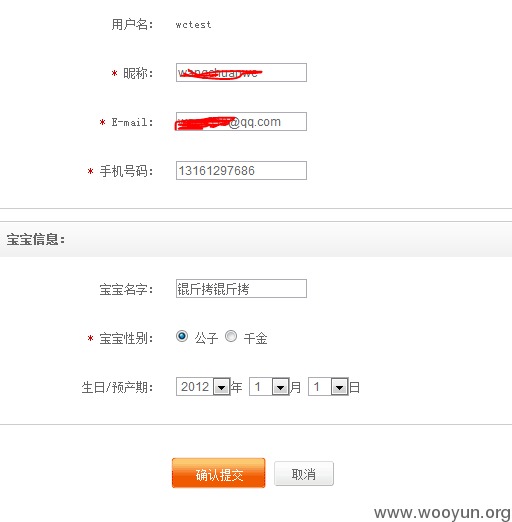 用户名： wctest
* 昵称：
* E-mail： @qq.com
* 手机号码： 13161297686
宝宝信息：
宝宝名字： 锟斤拷锟斤拷
* 宝宝性别： 公子 千金
生日/预产期： 2012 年 1 月 1 日
确认提交 取消
www.wooyun.org